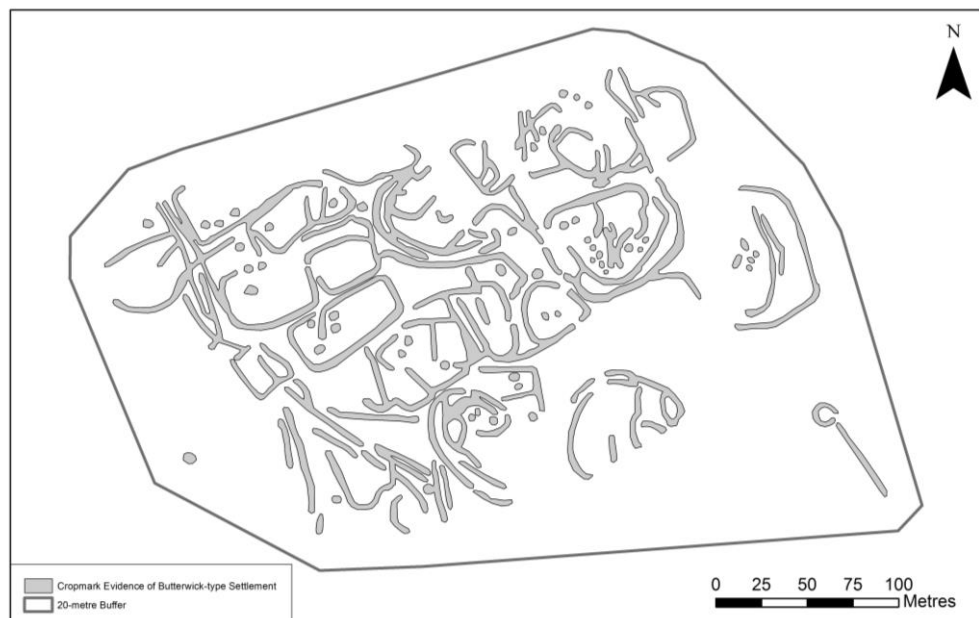 N
Cropmark Evidence of Butterwick-type Settlement
20-metre Buffer
0 25 50 75 100
Metres